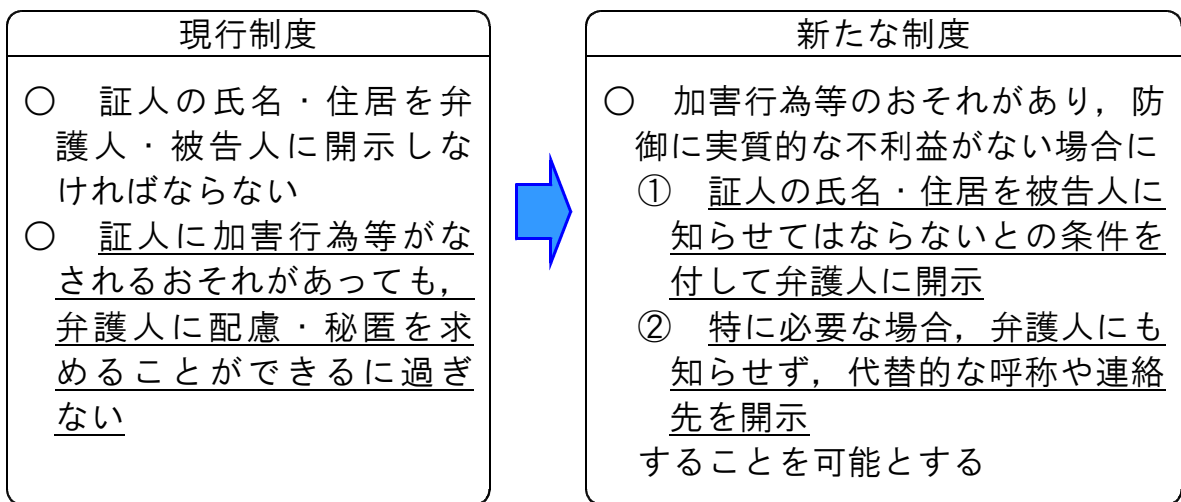 現行制度
○ 証人の氏名・住居を弁
護人・被告人に開示しな
ければならない
○ 証人に加害行為等がな
されるおそれがあっても，
弁護人に配慮・秘匿を求
めることができるに過ぎ
ない
新たな制度
○ 加害行為等のおそれがあり，防
御に実質的な不利益がない場合に
① 証人の氏名・住居を被告人に
知らせてはならないとの条件を
付して弁護人に開示
② 特に必要な場合，弁護人にも
知らせず，代替的な呼称や連絡
先を開示
することを可能とする